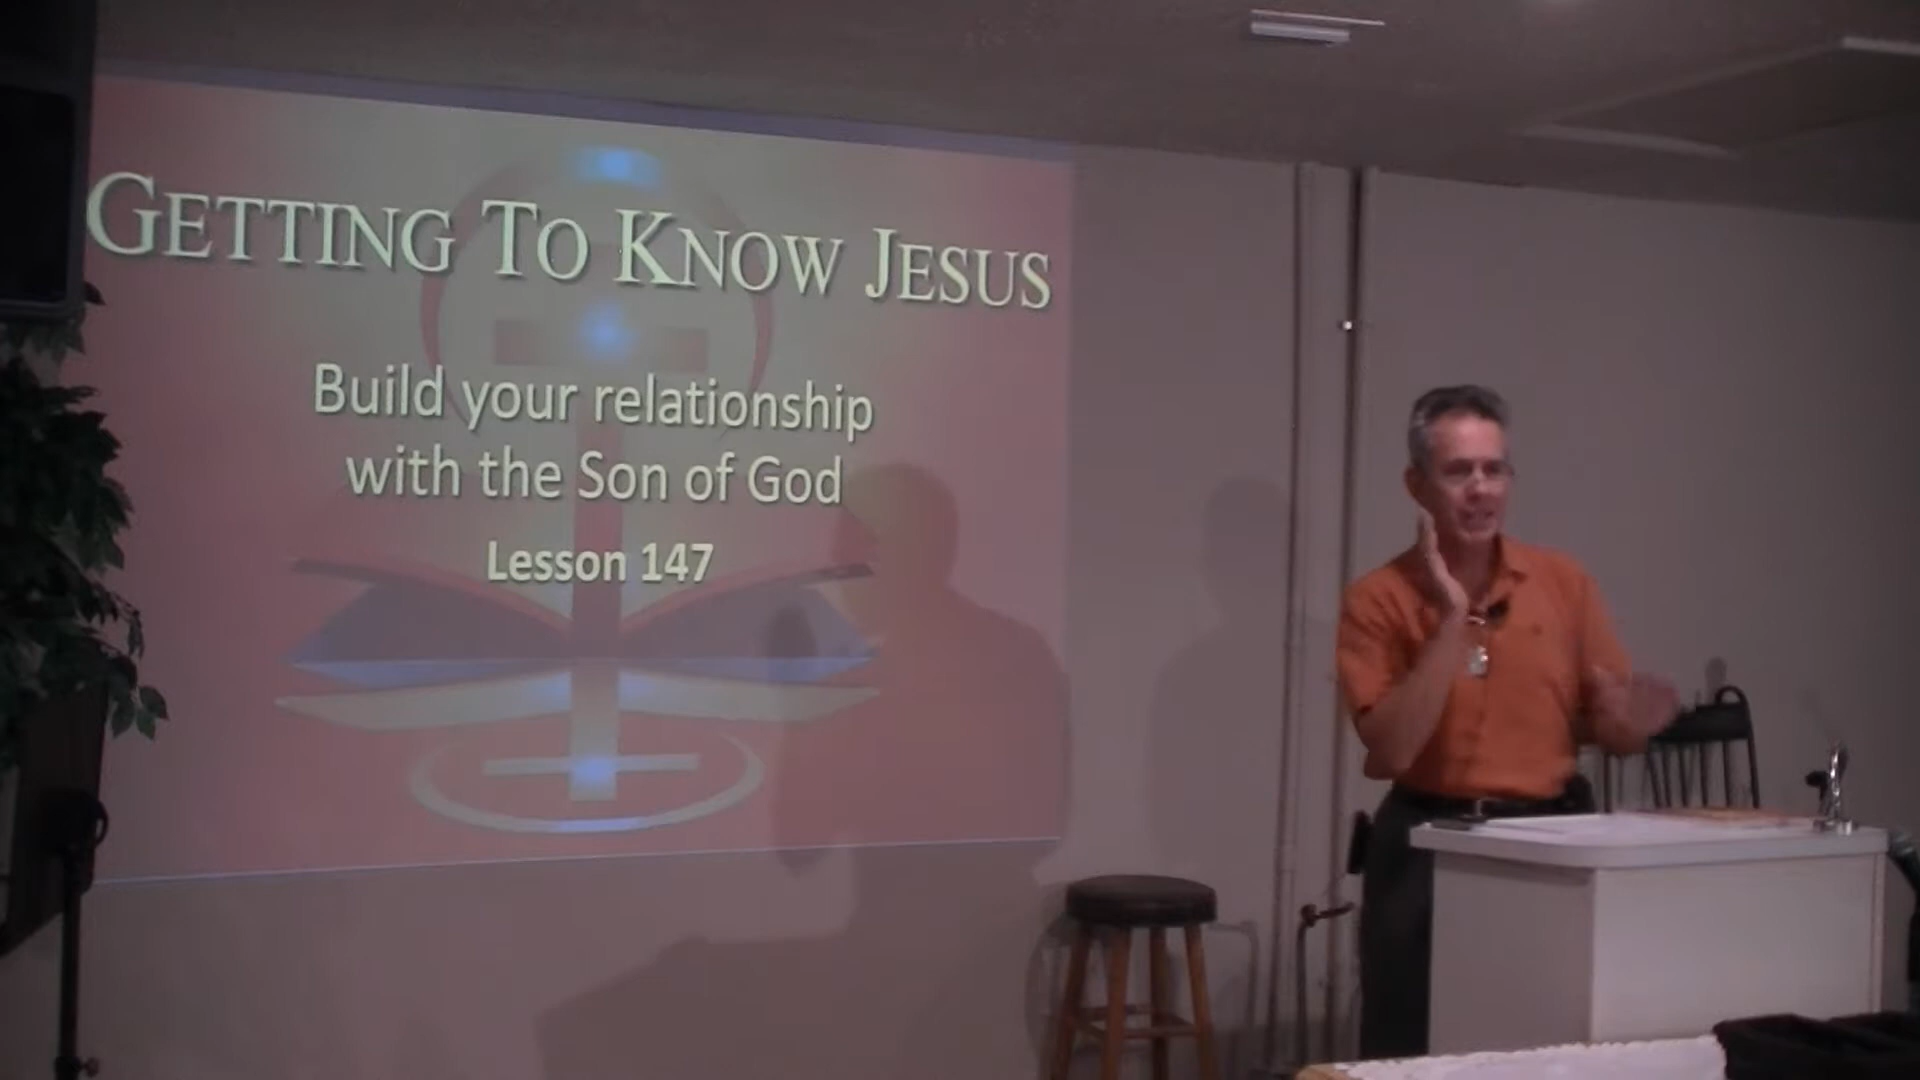 GETTING TO KNOW JESUS
Build your relationship
with the Son of God
Lesson 147